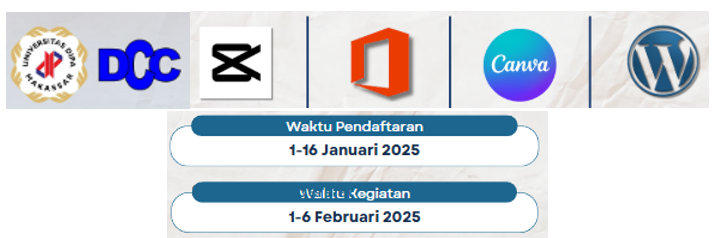 UNIVERSITAS DIPA MAKASSAR
DCC
Canva
W
Waktu Pendaftaran
1-16 Januari 2025
Waktu Kegiatan
1-6 Februari 2025